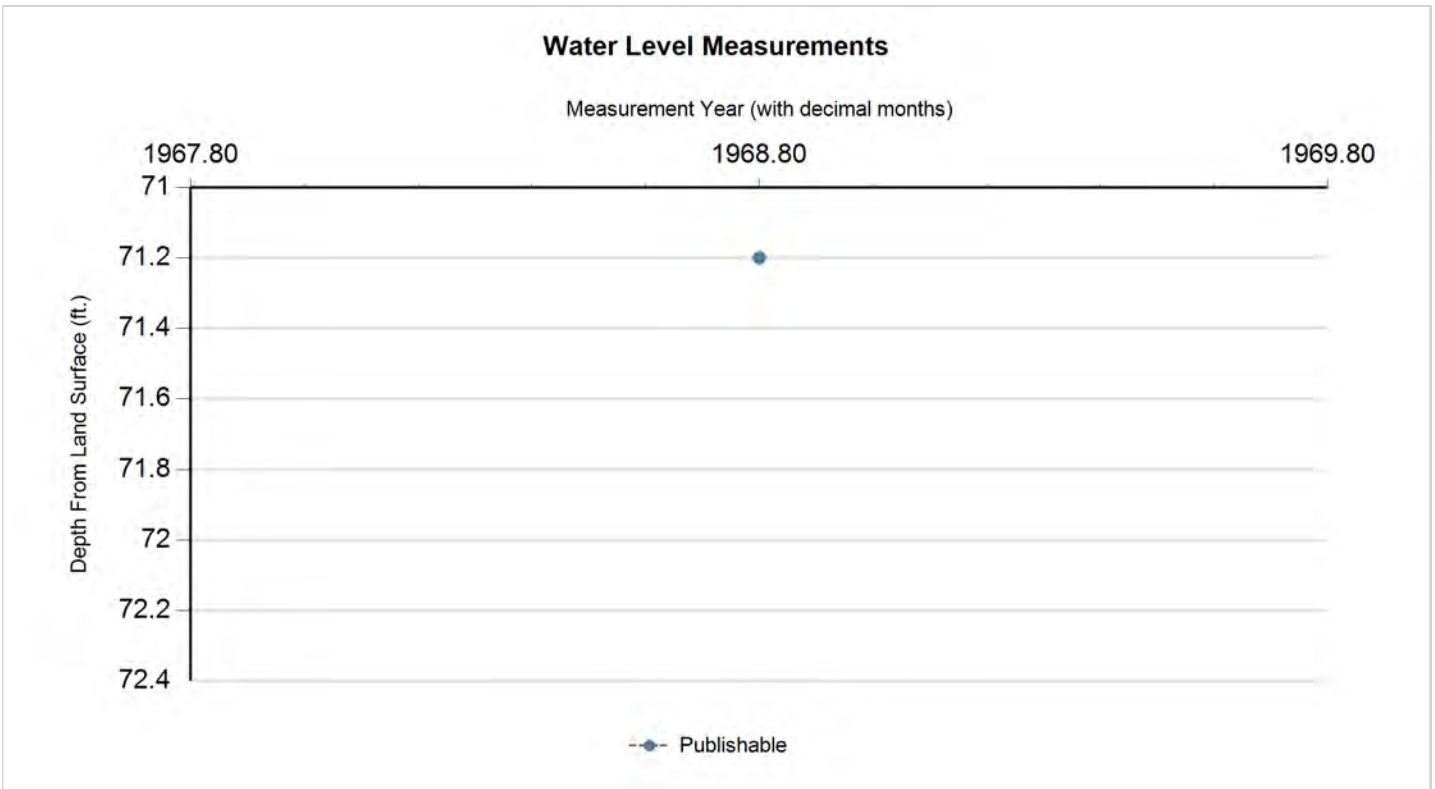 Water Level Measurements
Measurement Year (with decimal months)
1967.80 1968.80 1969.80
71
71.2
71.4
71.6
71.8
72
72.2
72.4
Depth From Land Surface (ft.)
Publishable